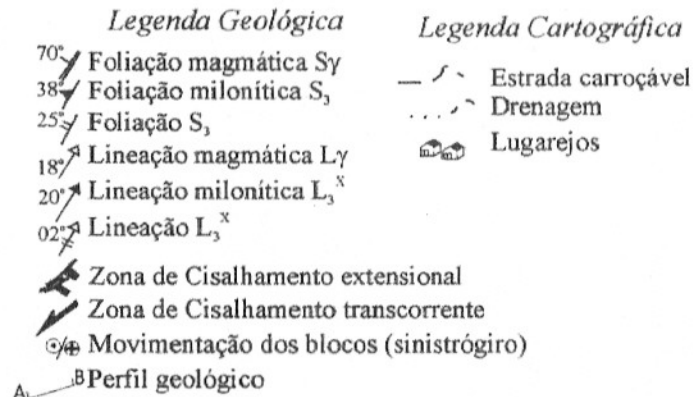 Legenda Geológica
70° Foliação magmática Sγ
38° Foliação milonítica S₃
25° Foliação S₃
18° Lineação magmática Lγ
20° Lineação milonítica L₃ˣ
02° Lineação L₃ˣ
Zona de Cisalhamento extensional
Zona de Cisalhamento transcorrente
Movimentação dos blocos (sinistrógiro)
A B Perfil geológico
Legenda Cartográfica
Estrada carroçável
Drenagem
Lugarejos